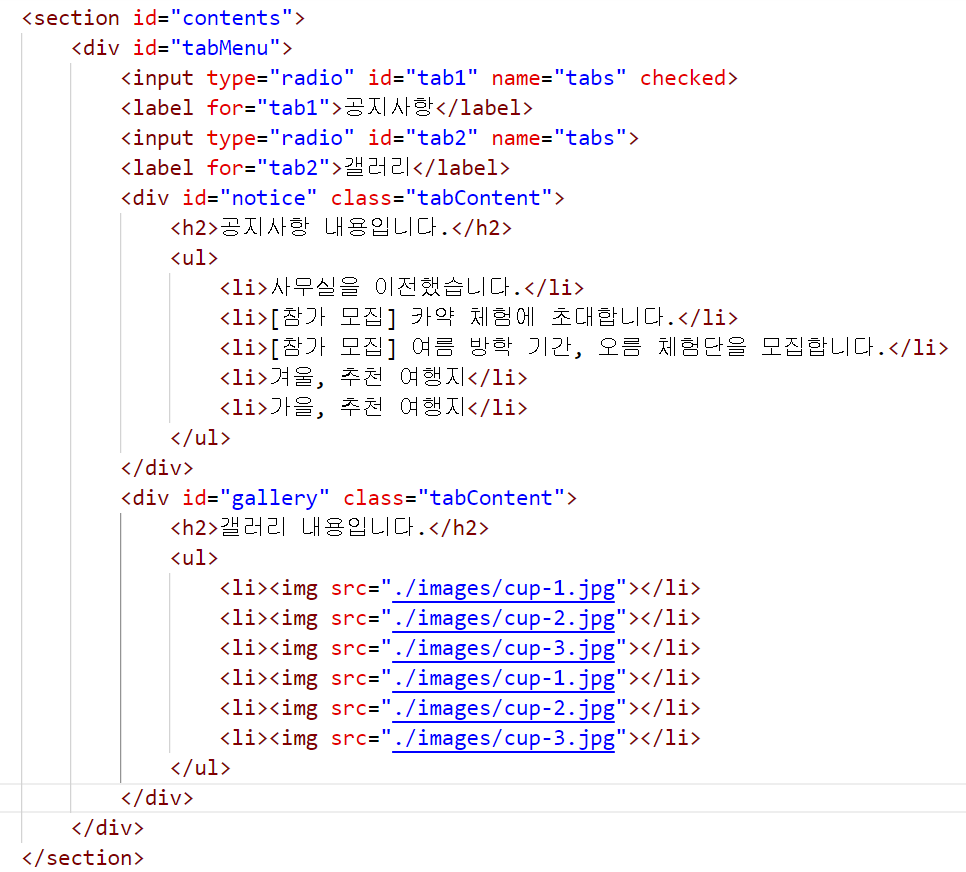 <section id="contents">
<div id="tabMenu">
<input type="radio" id="tab1" name="tabs" checked>
<label for="tab1">공지사항</label>
<input type="radio" id="tab2" name="tabs">
<label for="tab2">갤러리</label>
<div id="notice" class="tabContent">
<h2>공지사항 내용입니다.</h2>
<ul>
<li>사무실을 이전했습니다.</li>
<li>[참가 모집] 카약 체험에 초대합니다.</li>
<li>[참가 모집] 여름 방학 기간, 오름 체험단을 모집합니다.</li>
<li>겨울, 추천 여행지</li>
<li>가을, 추천 여행지</li>
</ul>
</div>
<div id="gallery" class="tabContent">
<h2>갤러리 내용입니다.</h2>
<ul>
<li><img src="./images/cup-1.jpg"></li>
<li><img src="./images/cup-2.jpg"></li>
<li><img src="./images/cup-3.jpg"></li>
<li><img src="./images/cup-1.jpg"></li>
<li><img src="./images/cup-2.jpg"></li>
<li><img src="./images/cup-3.jpg"></li>
</ul>
</div>
</div>
</section>